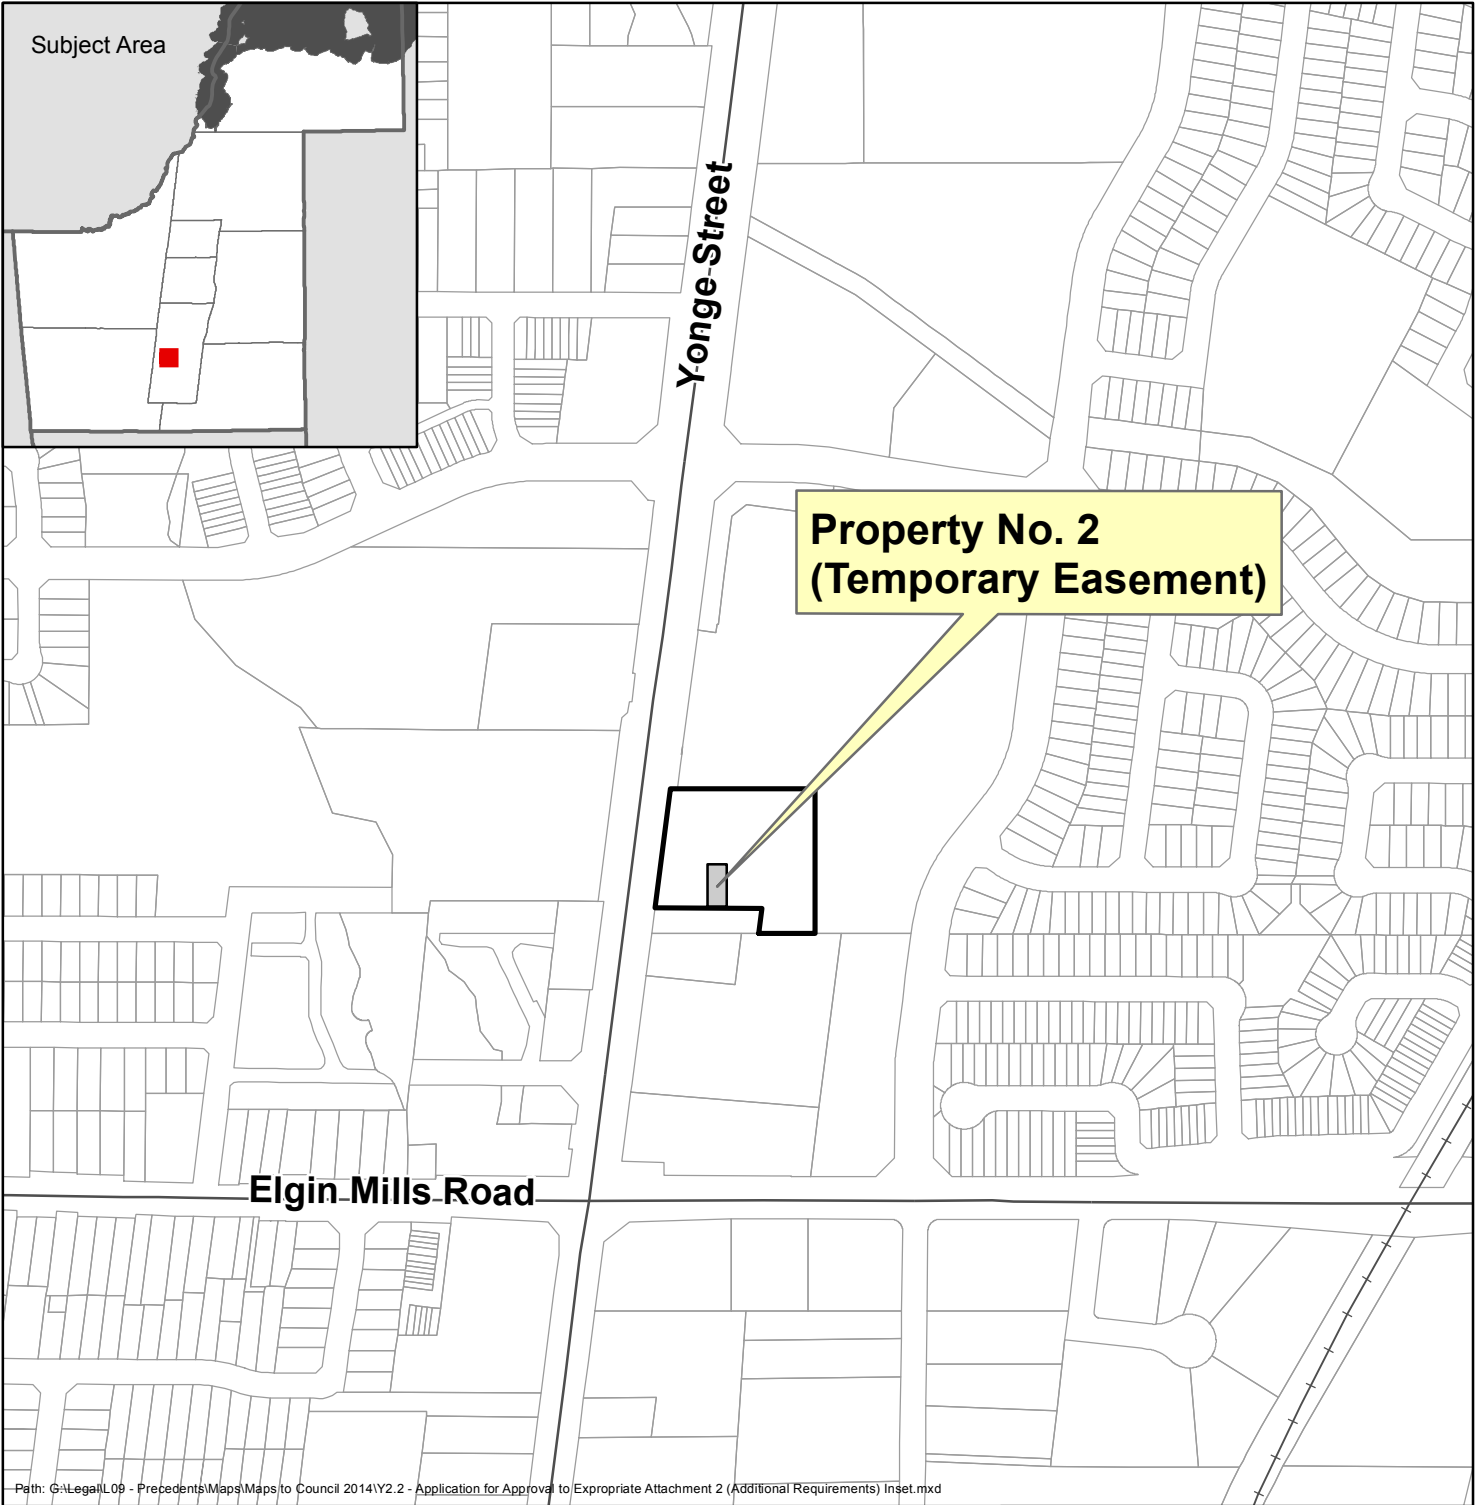 Subject Area
Yonge Street
Property No. 2
(Temporary Easement)
Elgin Mills Road
Path: G:\Legal\L09 - Precedents\Maps\Maps to Council 2014\Y2.2 - Application for Approval to Expropriate Attachment 2 (Additional Requirements) Inset.mxd